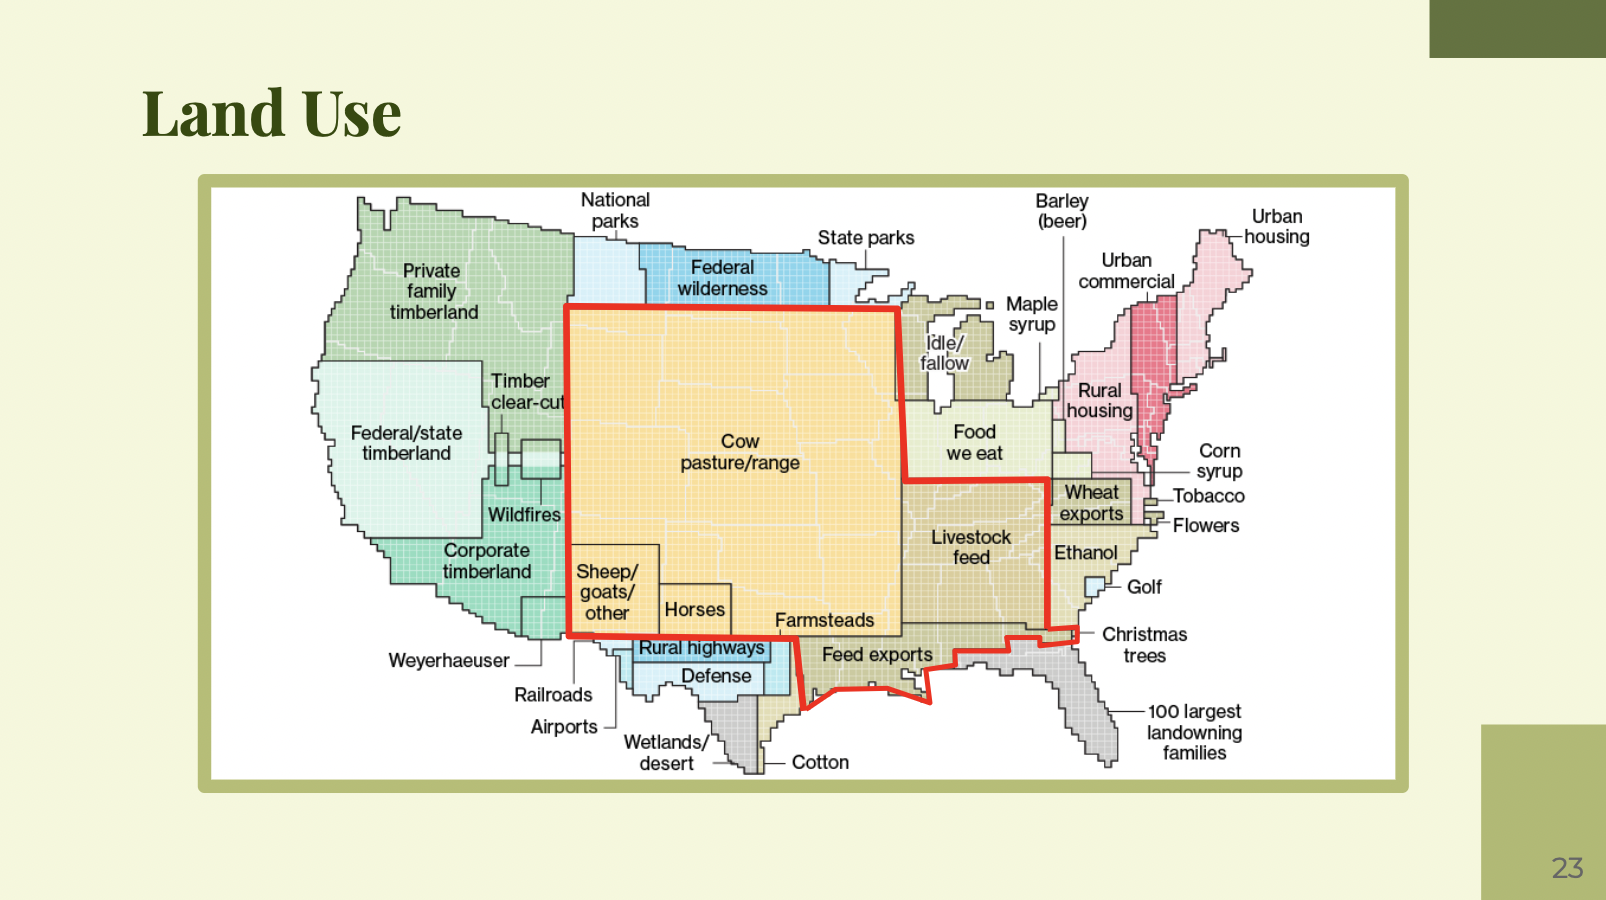 Land Use
National
parks
State parks
Barley
(beer)
Urban
housing
Urban
commercial
Private
family
timberland
Federal
wilderness
Maple
syrup
Idle/
fallow
Timber
clear-cut
Rural
housing
Federal/state
timberland
Cow
pasture/range
Food
we eat
Corn
syrup
Wheat
exports
Tobacco
Flowers
Wildfires
Livestock
feed
Ethanol
Corporate
timberland
Sheep/
goats/
other
Horses
Golf
Farmsteads
Christmas
trees
Rural highways
Feed exports
Weyerhaeuser
Defense
Railroads
Airports
100 largest
landowning
families
Wetlands/
desert
Cotton
23